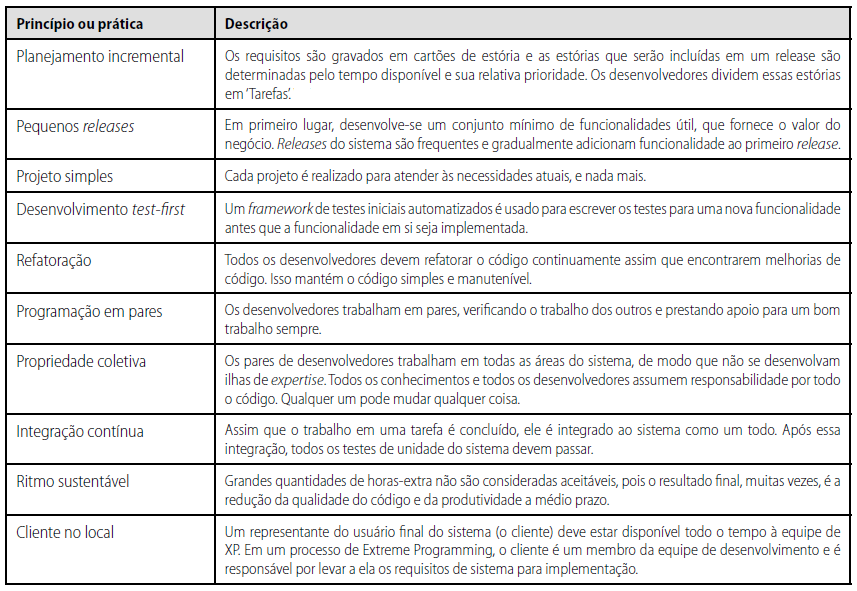 Princípio ou prática Descrição
Planejamento incremental Os requisitos são gravados em cartões de estória e as estórias que serão incluídas em um release são
determinadas pelo tempo disponível e sua relativa prioridade. Os desenvolvedores dividem essas estórias
em ‘Tarefas’.
Pequenos releases Em primeiro lugar, desenvolve-se um conjunto mínimo de funcionalidades útil, que fornece o valor do
negócio. Releases do sistema são frequentes e gradualmente adicionam funcionalidade ao primeiro release.
Projeto simples Cada projeto é realizado para atender às necessidades atuais, e nada mais.
Desenvolvimento test-first Um framework de testes iniciais automatizados é usado para escrever os testes para uma nova funcionalidade
antes que a funcionalidade em si seja implementada.
Refatoração Todos os desenvolvedores devem refatorar o código continuamente assim que encontrarem melhorias de
código. Isso mantém o código simples e manutenível.
Programação em pares Os desenvolvedores trabalham em pares, verificando o trabalho dos outros e prestando apoio para um bom
trabalho sempre.
Propriedade coletiva Os pares de desenvolvedores trabalham em todas as áreas do sistema, de modo que não se desenvolvam
ilhas de expertise. Todos os conhecimentos e todos os desenvolvedores assumem responsabilidade por todo
o código. Qualquer um pode mudar qualquer coisa.
Integração contínua Assim que o trabalho em uma tarefa é concluído, ele é integrado ao sistema como um todo. Após essa
integração, todos os testes de unidade do sistema devem passar.
Ritmo sustentável Grandes quantidades de horas-extra não são consideradas aceitáveis, pois o resultado final, muitas vezes, é a
redução da qualidade do código e da produtividade a médio prazo.
Cliente no local Um representante do usuário final do sistema (o cliente) deve estar disponível todo o tempo à equipe de
XP. Em um processo de Extreme Programming, o cliente é um membro da equipe de desenvolvimento e é
responsável por levar a ela os requisitos de sistema para implementação.